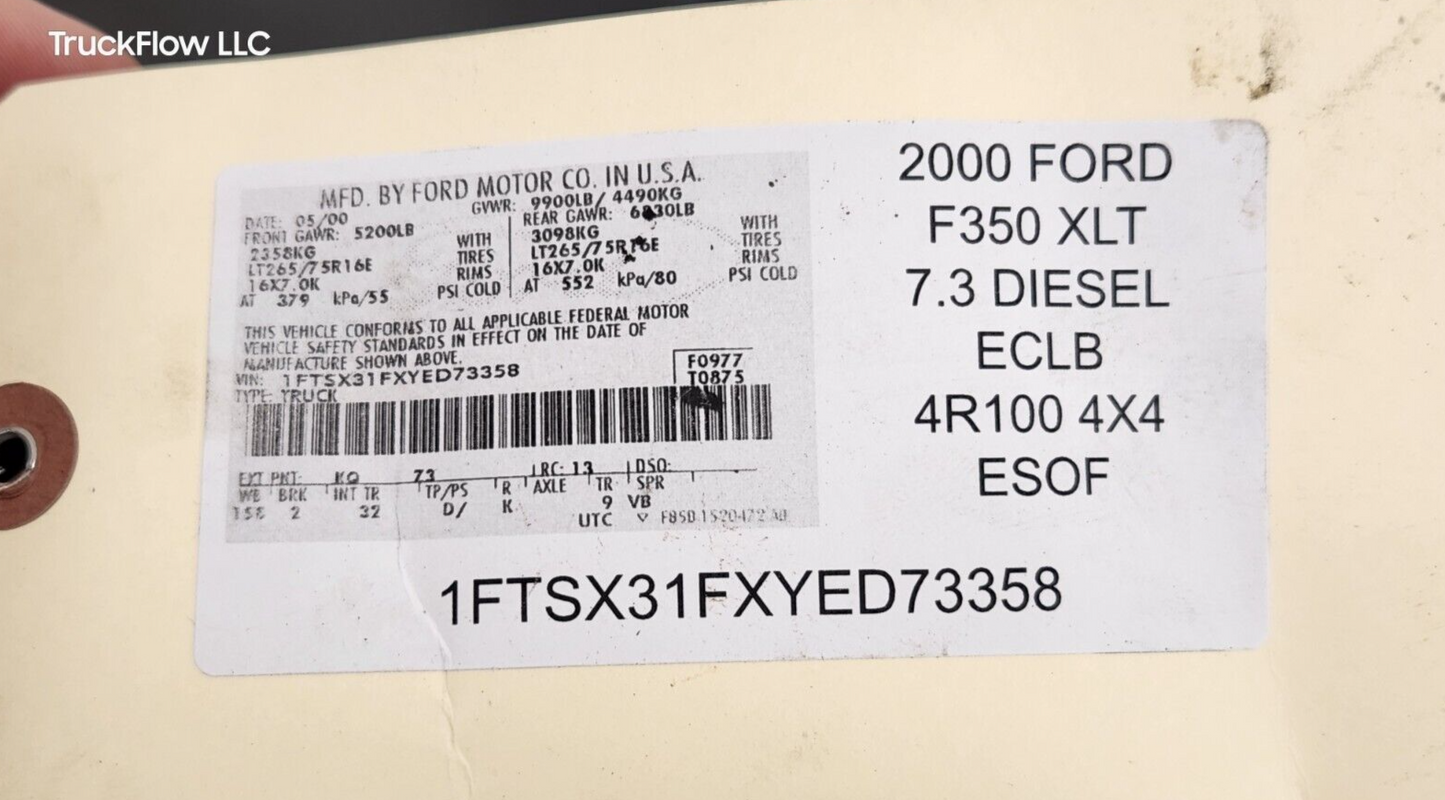 TruckFlow LLC
MFD. BY FORD MOTOR CO. IN U.S.A.
DATE: 05/00
GVWR: 9900LB/ 4490KG
FRONT GAWR: 5200LB
2358KG
LT265/75R16E
16X7.0K
AT 379 kPa/55
WITH
TIRES
RIMS
PSI COLD
REAR GAWR: 6830LB
3098KG
LT265/75R16E
16X7.0K
AT 552 kPa/80
WITH
TIRES
RIMS
PSI COLD
THIS VEHICLE CONFORMS TO ALL APPLICABLE FEDERAL MOTOR
VEHICLE SAFETY STANDARDS IN EFFECT ON THE DATE OF
MANUFACTURE SHOWN ABOVE.
VIN: 1FTSX31FXYED73358
TYPE: TRUCK
F0977
T0875
EXT PNT: KQ 73 RC: 13 DSO:
WB BRK INT TR TP/PS R AXLE TR SPR
158 2 32 D/ K 9 VB
UTC
2000 FORD
F350 XLT
7.3 DIESEL
ECLB
4R100 4X4
ESOF
1FTSX31FXYED73358